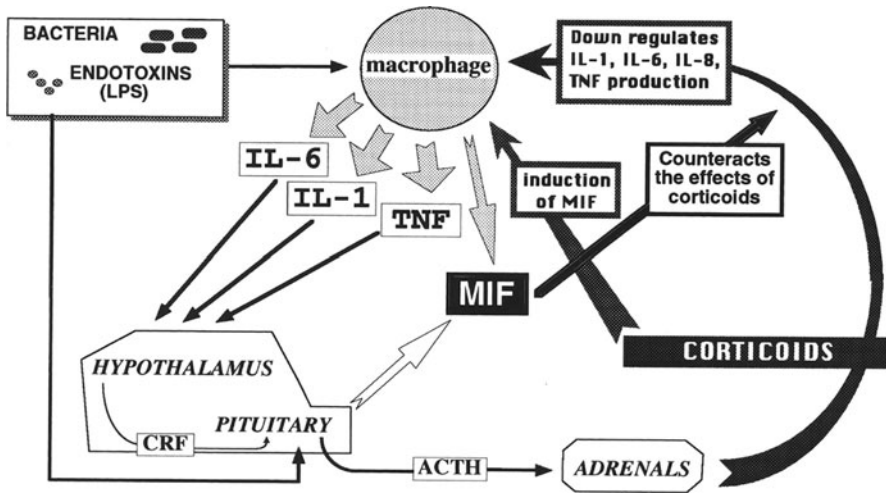 BACTERIA
ENDOTOXINS
(LPS)
macrophage
Down regulates
IL-1, IL-6, IL-8,
TNF production
IL-6
IL-1
TNF
induction
of MIF
Counteracts
the effects of
corticoids
MIF
CORTICOIDS
HYPOTHALAMUS
PITUITARY
CRF
ACTH
ADRENALS